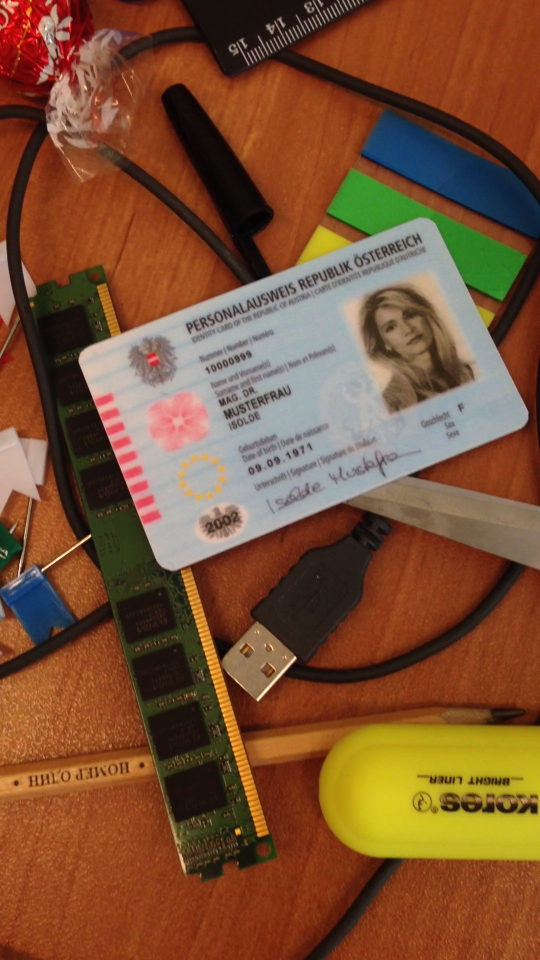 15 14 13
PERSONALAUSWEIS REPUBLIK ÖSTERREICH
IDENTITY CARD OF THE REPUBLIC OF AUSTRIA | CARTE D'IDENTITÉ RÉPUBLIQUE D'AUTRICHE
Nummer | Number | Numéro
10000999
Name und Vorname(n)
Surname and first name(s) | Nom et Prénom(s)
MAG. DR.
MUSTERFRAU
ISOLDE
Geburtsdatum
Date of birth | Date de naissance
09.09.1971
Geschlecht F
Sex
Sexe
Unterschrift | Signature | Signature du titulaire
Isolde Musterfrau
2002
НОМЕР ОДИН
kores®
BRIGHT LINER